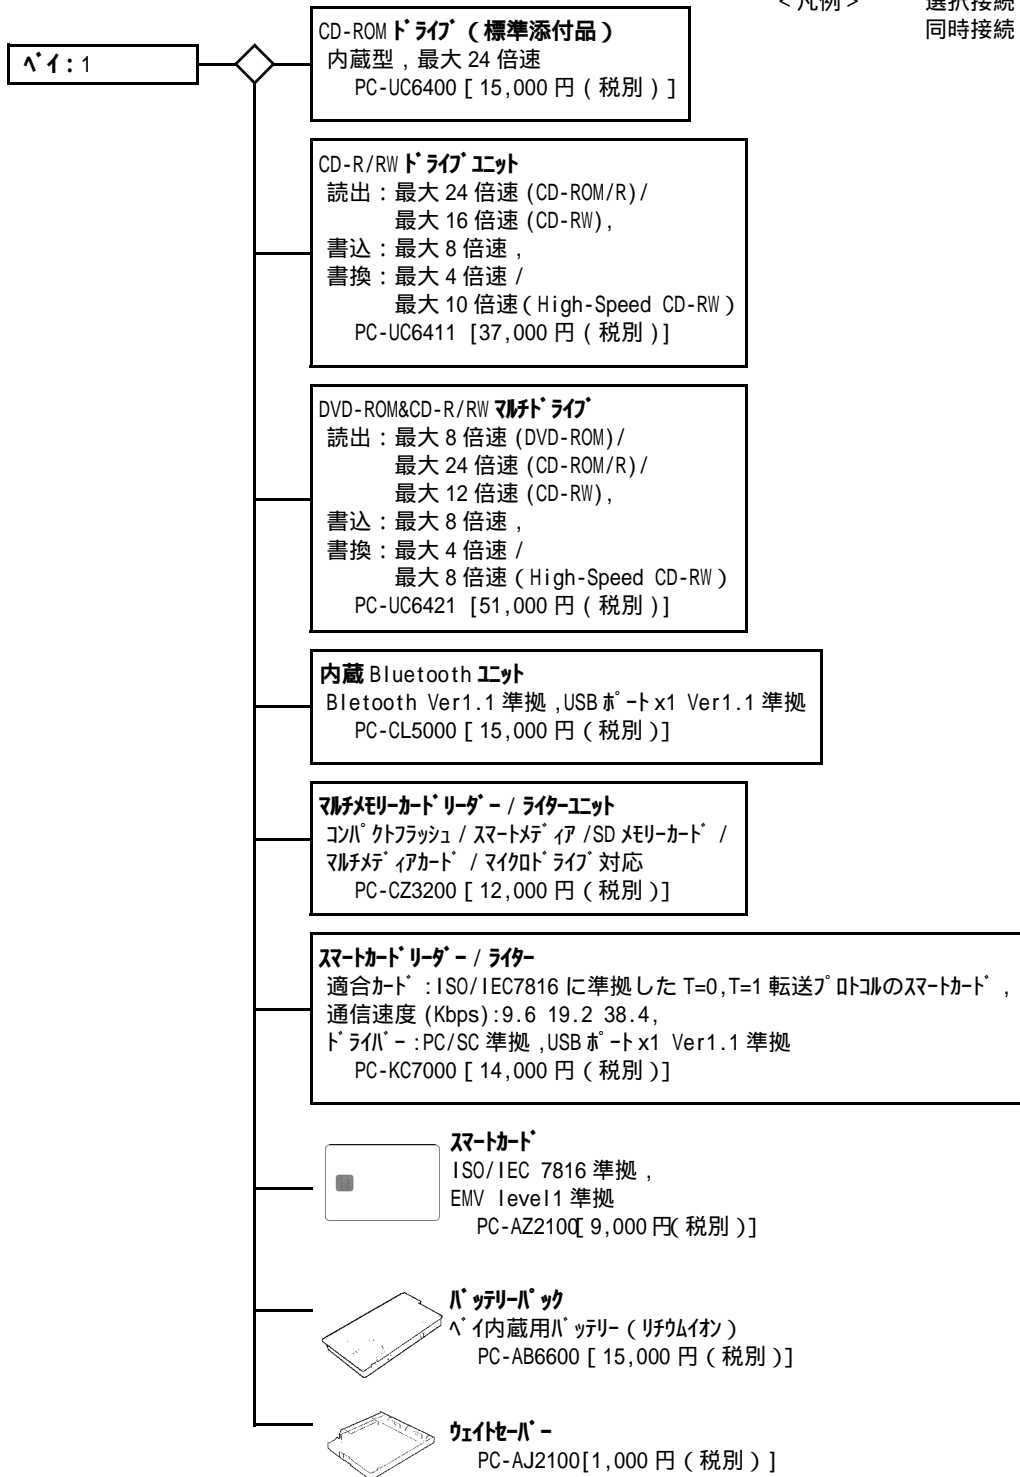 ＜凡例＞ 選択接続
同時接続
ﾍﾞｲ:1
CD-ROMﾄﾞﾗｲﾌﾞ（標準添付品）
内蔵型，最大 24 倍速
PC-UC6400 [ 15,000 円（税別）]
CD-R/RWﾄﾞﾗｲﾌﾞﾕﾆｯﾄ
読出：最大 24 倍速 (CD-ROM/R)/
最大 16 倍速 (CD-RW),
書込：最大 8 倍速，
書換：最大 4 倍速 /
最大 10 倍速（High-Speed CD-RW）
PC-UC6411 [37,000 円（税別）]
DVD-ROM&CD-R/RW ﾏﾙﾁﾄﾞﾗｲﾌﾞ
読出：最大 8 倍速 (DVD-ROM)/
最大 24 倍速 (CD-ROM/R)/
最大 12 倍速 (CD-RW),
書込：最大 8 倍速，
書換：最大 4 倍速 /
最大 8 倍速（High-Speed CD-RW）
PC-UC6421 [51,000 円（税別）]
内蔵 Bluetooth ﾕﾆｯﾄ
Bletooth Ver1.1 準拠 ,USB ﾎﾟｰﾄ x1 Ver1.1 準拠
PC-CL5000 [ 15,000 円（税別）]
ﾏﾙﾁﾒﾓﾘｰｶｰﾄﾞﾘｰﾀﾞｰ / ﾗｲﾀｰﾕﾆｯﾄ
ｺﾝﾊﾟｸﾄﾌﾗｯｼｭ / ｽﾏｰﾄﾒﾃﾞｨｱ /SD ﾒﾓﾘｰｶｰﾄﾞ /
ﾏﾙﾁﾒﾃﾞｨｱｶｰﾄﾞ / ﾏｲｸﾛﾄﾞﾗｲﾌﾞ対応
PC-CZ3200 [ 12,000 円（税別）]
ｽﾏｰﾄｶｰﾄﾞﾘｰﾀﾞｰ / ﾗｲﾀｰ
適合ｶｰﾄﾞ :ISO/IEC7816 に準拠した T=0,T=1 転送ﾌﾟﾛﾄｺﾙのｽﾏｰﾄｶｰﾄﾞ ,
通信速度 (Kbps):9.6 19.2 38.4,
ﾄﾞﾗｲﾊﾞｰ :PC/SC 準拠 ,USB ﾎﾟｰﾄ x1 Ver1.1 準拠
PC-KC7000 [ 14,000 円（税別）]
ｽﾏｰﾄｶｰﾄﾞ
ISO/IEC 7816 準拠，
EMV level1 準拠
PC-AZ2100[ 9,000 円（税別）]
ﾊﾞｯﾃﾘｰﾊﾟｯｸ
ﾍﾞｲ内蔵用ﾊﾞｯﾃﾘｰ（ﾘﾁｳﾑｲｵﾝ）
PC-AB6600 [ 15,000 円（税別）]
ｳｪｲﾄｾｰﾊﾞｰ
PC-AJ2100[1,000 円（税別）]